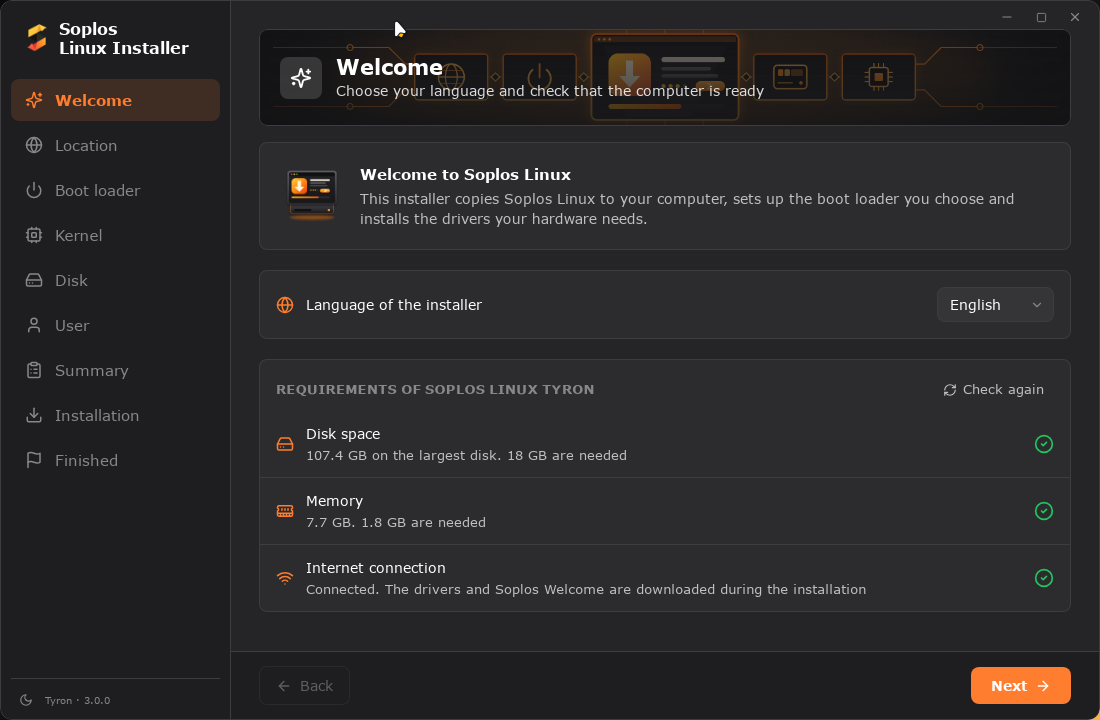 Soplos
Linux Installer
Welcome
Location
Boot loader
Kernel
Disk
User
Summary
Installation
Finished
Tyron · 3.0.0
Welcome
Choose your language and check that the computer is ready
Welcome to Soplos Linux
This installer copies Soplos Linux to your computer, sets up the boot loader you choose and
installs the drivers your hardware needs.
Language of the installer
English
REQUIREMENTS OF SOPLOS LINUX TYRON
Check again
Disk space
107.4 GB on the largest disk. 18 GB are needed
Memory
7.7 GB. 1.8 GB are needed
Internet connection
Connected. The drivers and Soplos Welcome are downloaded during the installation
Back
Next